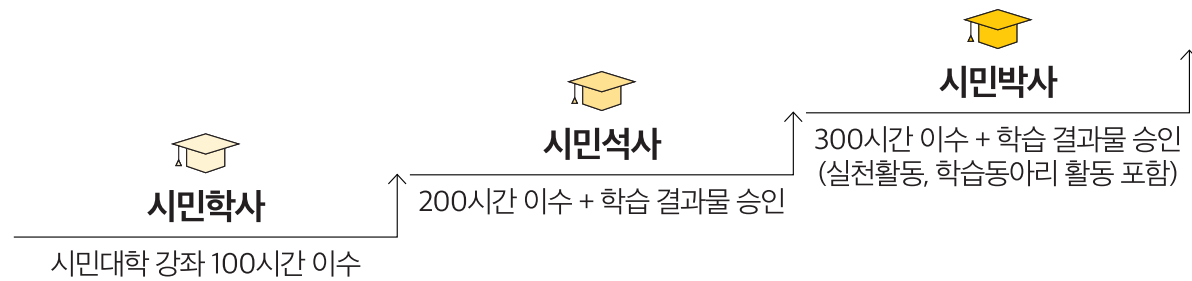 시민학사
시민대학 강좌 100시간 이수
시민석사
200시간 이수 + 학습 결과물 승인
시민박사
300시간 이수 + 학습 결과물 승인
(실천활동, 학습동아리 활동 포함)